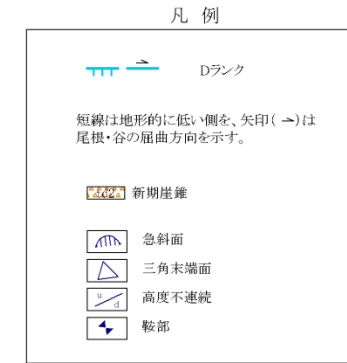 凡 例
Dランク
短線は地形的に低い側を、矢印( ⇀)は
尾根・谷の屈曲方向を示す。
新期崖錐
急斜面
三角末端面
u
d
高度不連続
鞍部